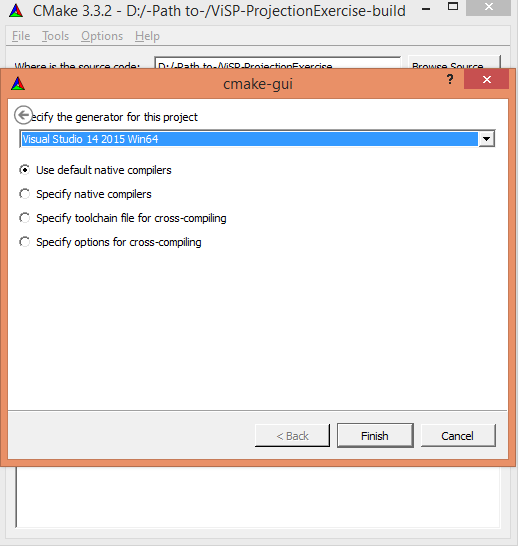 CMake 3.3.2 - D:/-Path to-/ViSP-ProjectionExercise-build
File Tools Options Help
Where is the source code: D:/-Path to-/ViSP-ProjectionExercise Browse Source...
cmake-gui
?
ecify the generator for this project
Visual Studio 14 2015 Win64
Use default native compilers
Specify native compilers
Specify toolchain file for cross-compiling
Specify options for cross-compiling
< Back Finish Cancel